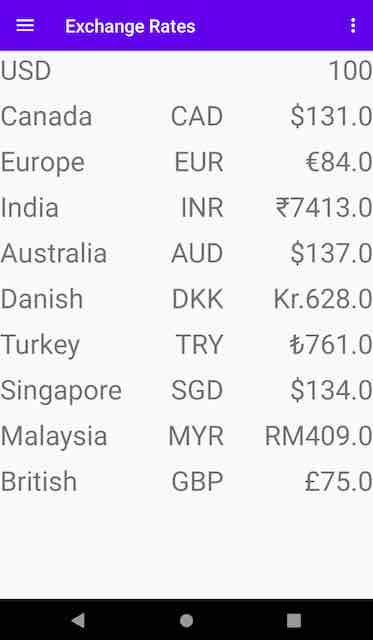 Exchange Rates
USD 100
Canada CAD $131.0
Europe EUR €84.0
India INR ₹7413.0
Australia AUD $137.0
Danish DKK Kr.628.0
Turkey TRY ₺761.0
Singapore SGD $134.0
Malaysia MYR RM409.0
British GBP £75.0